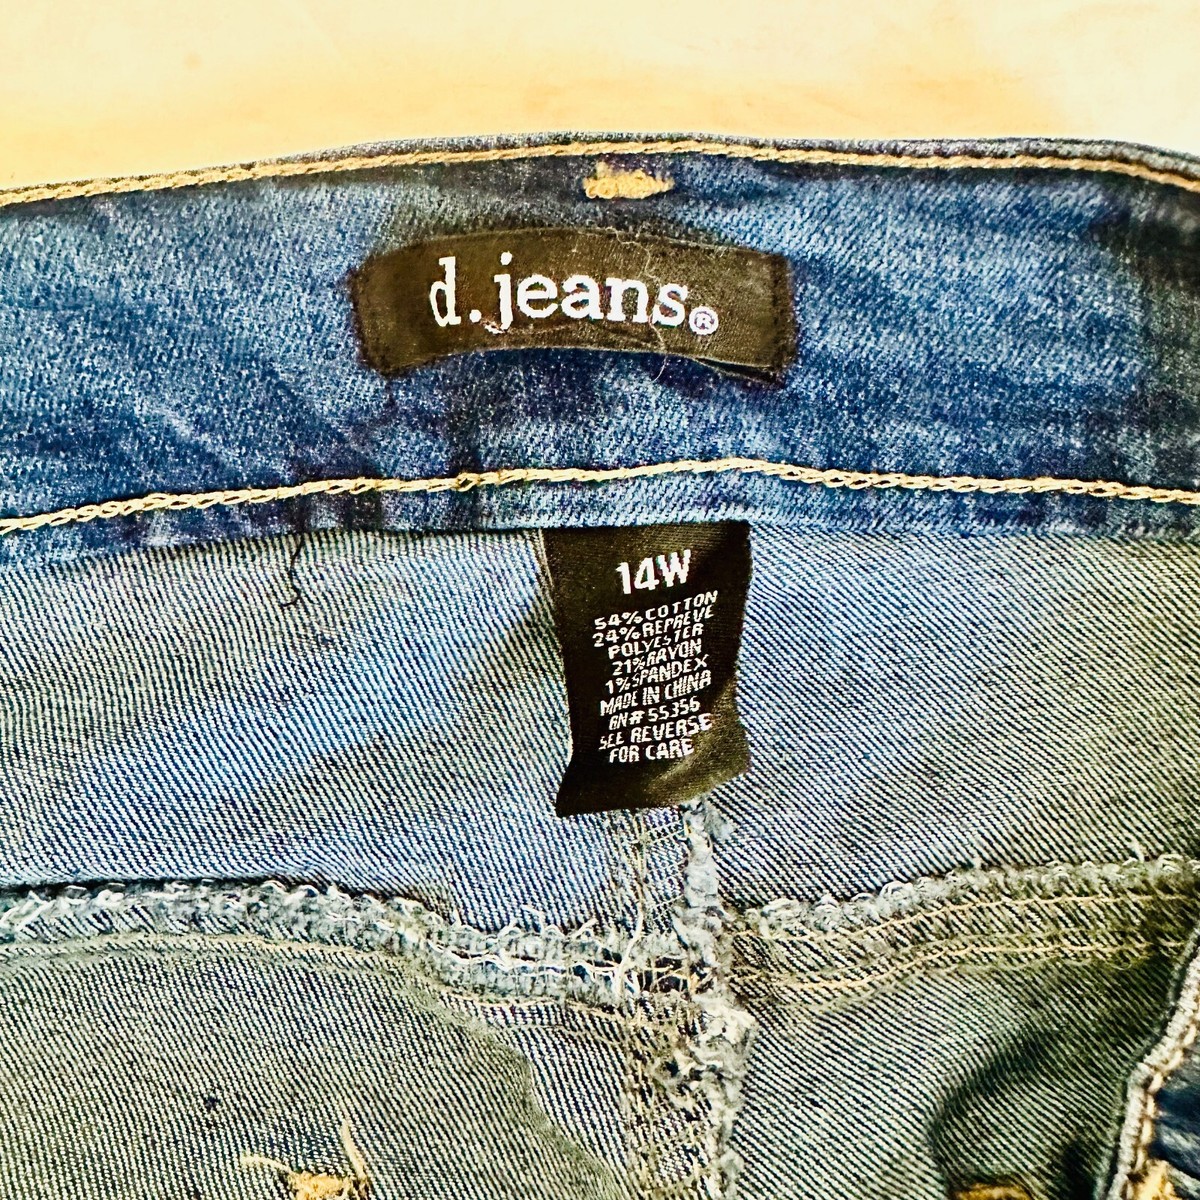 d.jeans®
14W
54% COTTON
24% REPREVE
POLYESTER
21% RAYON
1% SPANDEX
MADE IN CHINA
RN# 55356
SEE REVERSE
FOR CARE